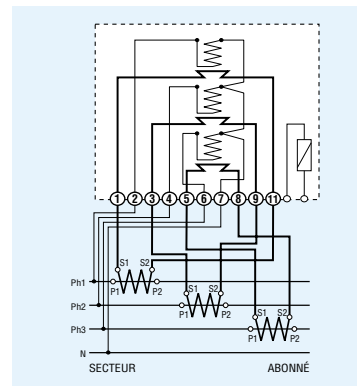 1 2 3 4 5 6 7 8 9 11
S1 S2
Ph1
P1 P2
S1 S2
Ph2
P1 P2
S1 S2
Ph3
P1 P2
N
SECTEUR ABONNÉ